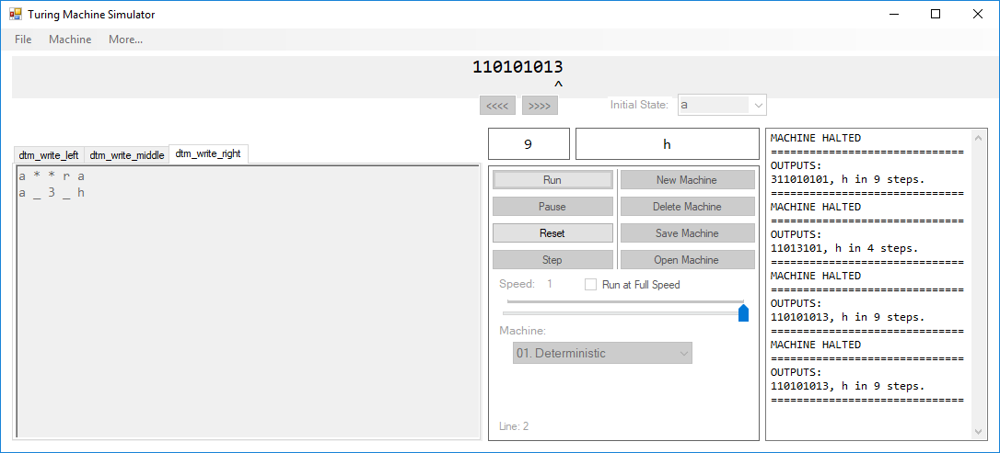 Turing Machine Simulator
File Machine More...
110101013
^
<<<< >>>> Initial State: a
dtm_write_left dtm_write_middle dtm_write_right
a * * r a
a _ 3 _ h
9 h
Run New Machine
Pause Delete Machine
Reset Save Machine
Step Open Machine
Speed: 1 Run at Full Speed
Machine:
01. Deterministic
Line: 2
MACHINE HALTED
==============================
OUTPUTS:
311010101, h in 9 steps.
==============================
MACHINE HALTED
==============================
OUTPUTS:
11013101, h in 4 steps.
==============================
MACHINE HALTED
==============================
OUTPUTS:
110101013, h in 9 steps.
==============================
MACHINE HALTED
==============================
OUTPUTS:
110101013, h in 9 steps.
==============================